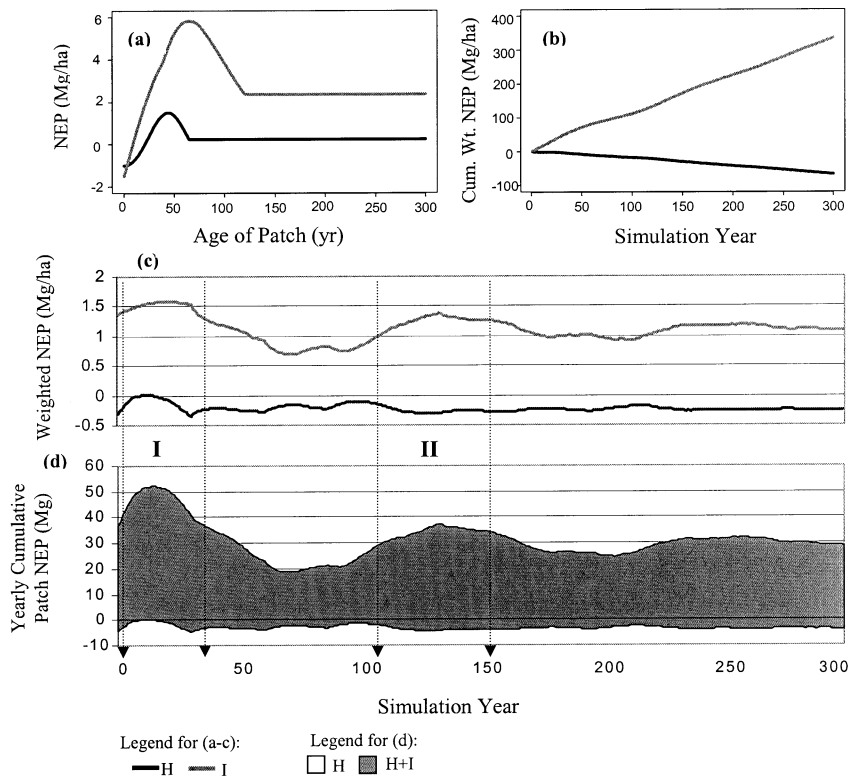 (a)
NEP (Mg/ha)
6
4
2
0
-2
0 50 100 150 200 250 300
Age of Patch (yr)
(b)
Cum. Wt. NEP (Mg/ha)
400
300
200
100
0
-100
0 50 100 150 200 250 300
Simulation Year
(c)
Weighted NEP (Mg/ha)
2
1.5
1
0.5
0
-0.5
I II
(d)
Yearly Cumulative
Patch NEP (Mg)
60
50
40
30
20
10
0
-10
0 50 100 150 200 250 300
Simulation Year
Legend for (a-c):
H I
Legend for (d):
H H+I